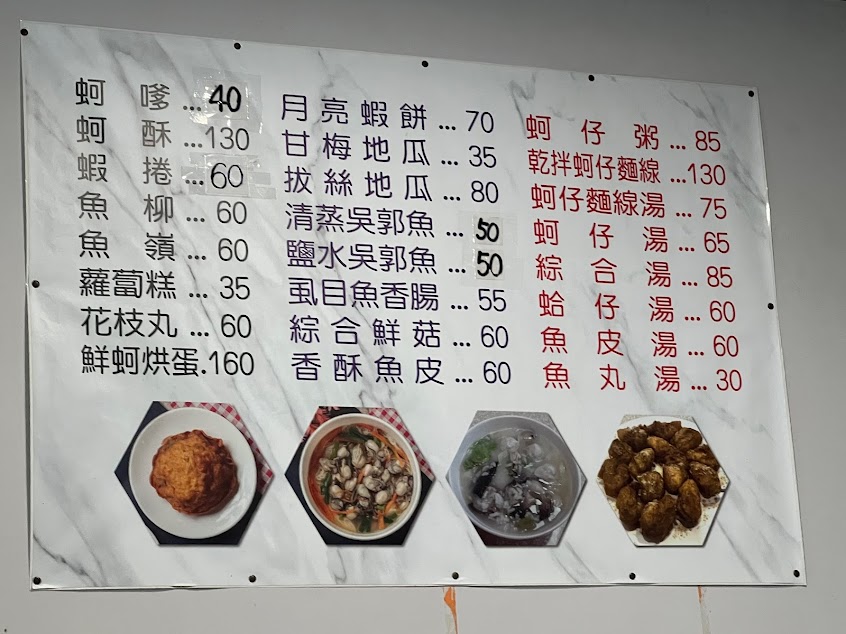 蚵嗲...40
蚵酥...130
蝦捲...60
魚柳...60
魚嶺...60
蘿蔔糕...35
花枝丸...60
鮮蚵烘蛋.160
月亮蝦餅...70
甘梅地瓜...35
拔絲地瓜...80
清蒸吳郭魚...50
鹽水吳郭魚...50
虱目魚香腸...55
綜合鮮菇...60
香酥魚皮...60
蚵仔粥...85
乾拌蚵仔麵線...130
蚵仔麵線湯...75
蚵仔湯...65
綜合湯...85
蛤仔湯...60
魚皮湯...60
魚丸湯...30